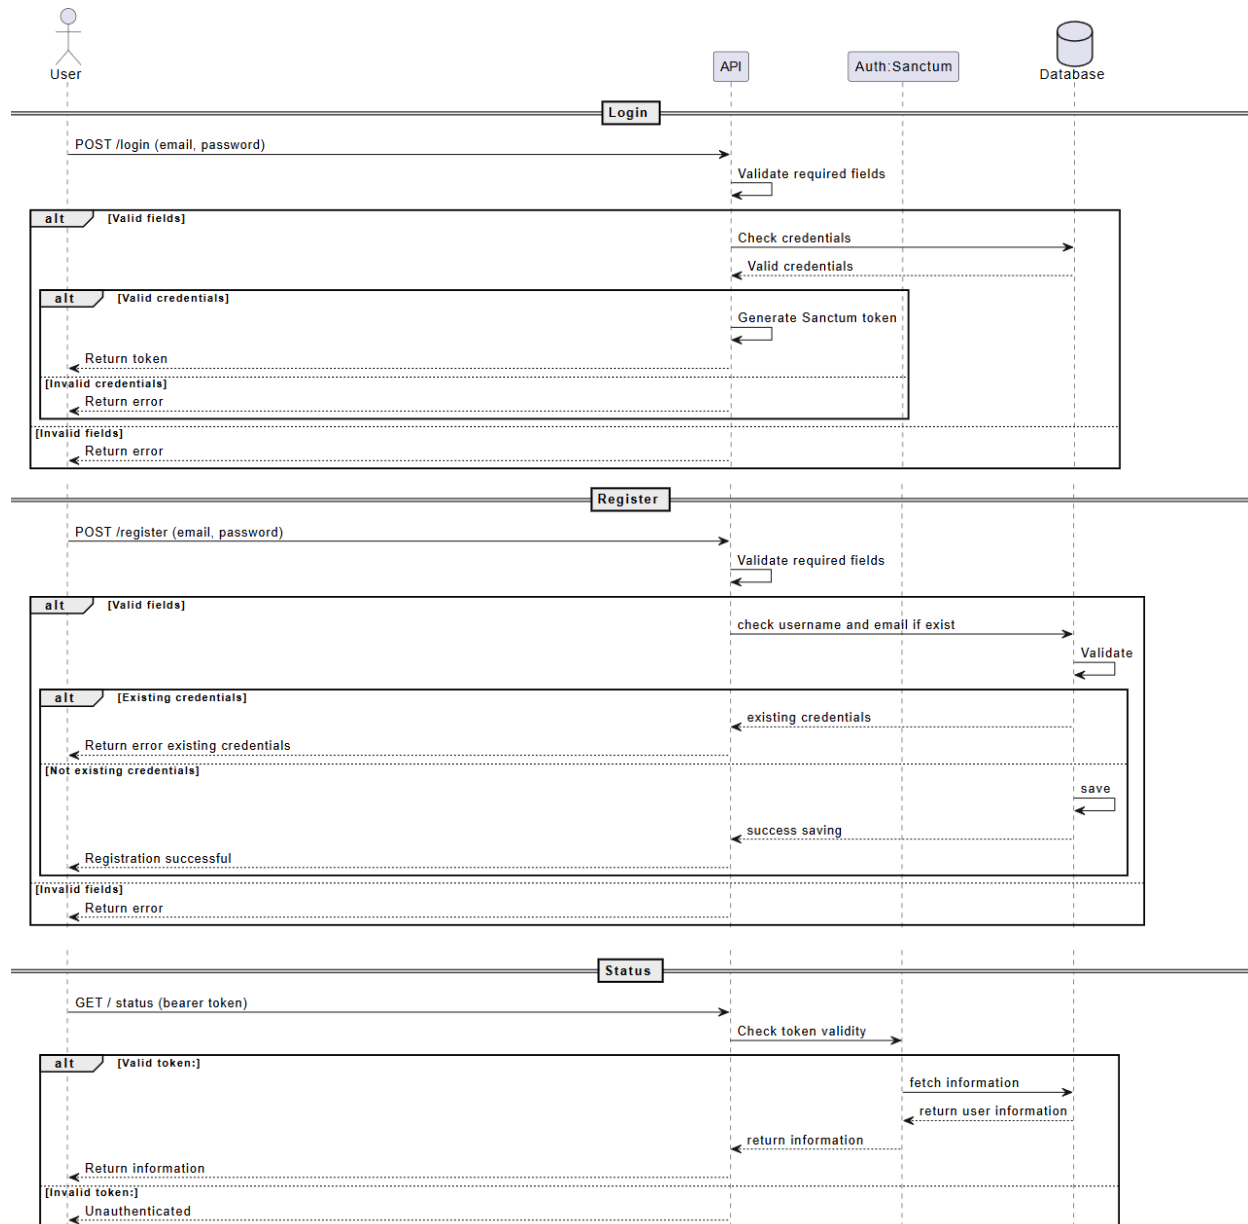 User
API
Auth:Sanctum
Database
Login
POST /login (email, password)
Validate required fields
alt [Valid fields]
Check credentials
Valid credentials
alt [Valid credentials]
Generate Sanctum token
Return token
[Invalid credentials]
Return error
[Invalid fields]
Return error
Register
POST /register (email, password)
Validate required fields
alt [Valid fields]
check username and email if exist
Validate
alt [Existing credentials]
existing credentials
Return error existing credentials
[Not existing credentials]
save
success saving
Registration successful
[Invalid fields]
Return error
Status
GET / status (bearer token)
Check token validity
alt [Valid token:]
fetch information
return user information
return information
Return information
[Invalid token:]
Unauthenticated